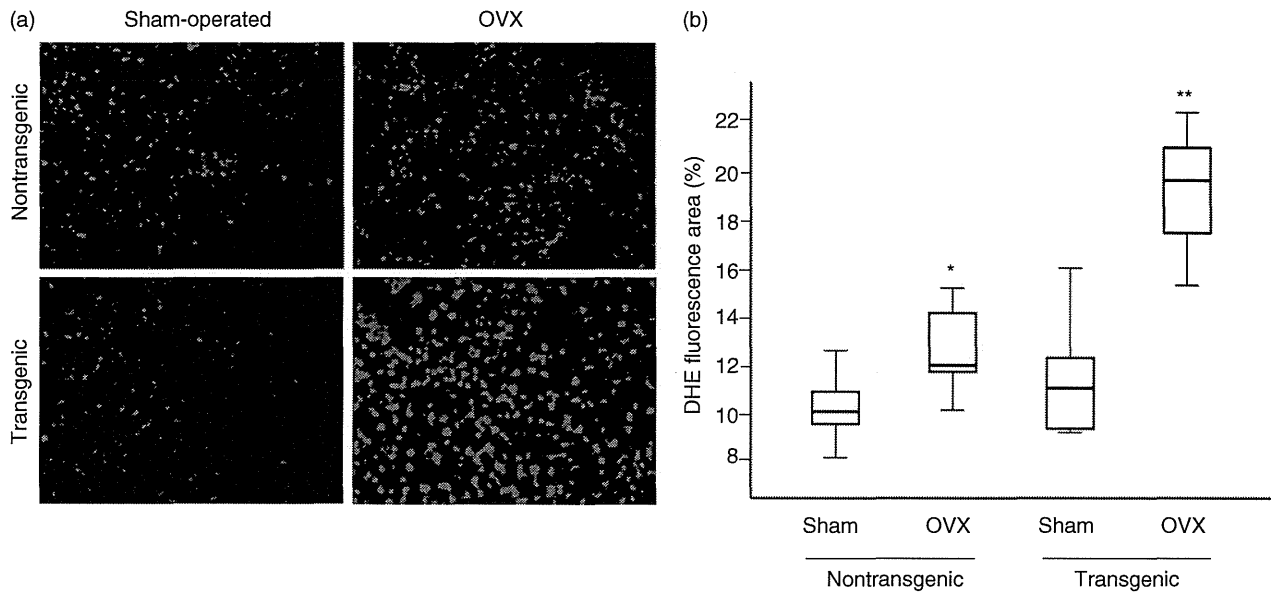 (a)
Sham-operated
OVX
Nontransgenic
Transgenic
(b)
DHE fluorescence area (%)
22
20
18
16
14
12
10
8
*
**
Sham
OVX
Sham
OVX
Nontransgenic
Transgenic